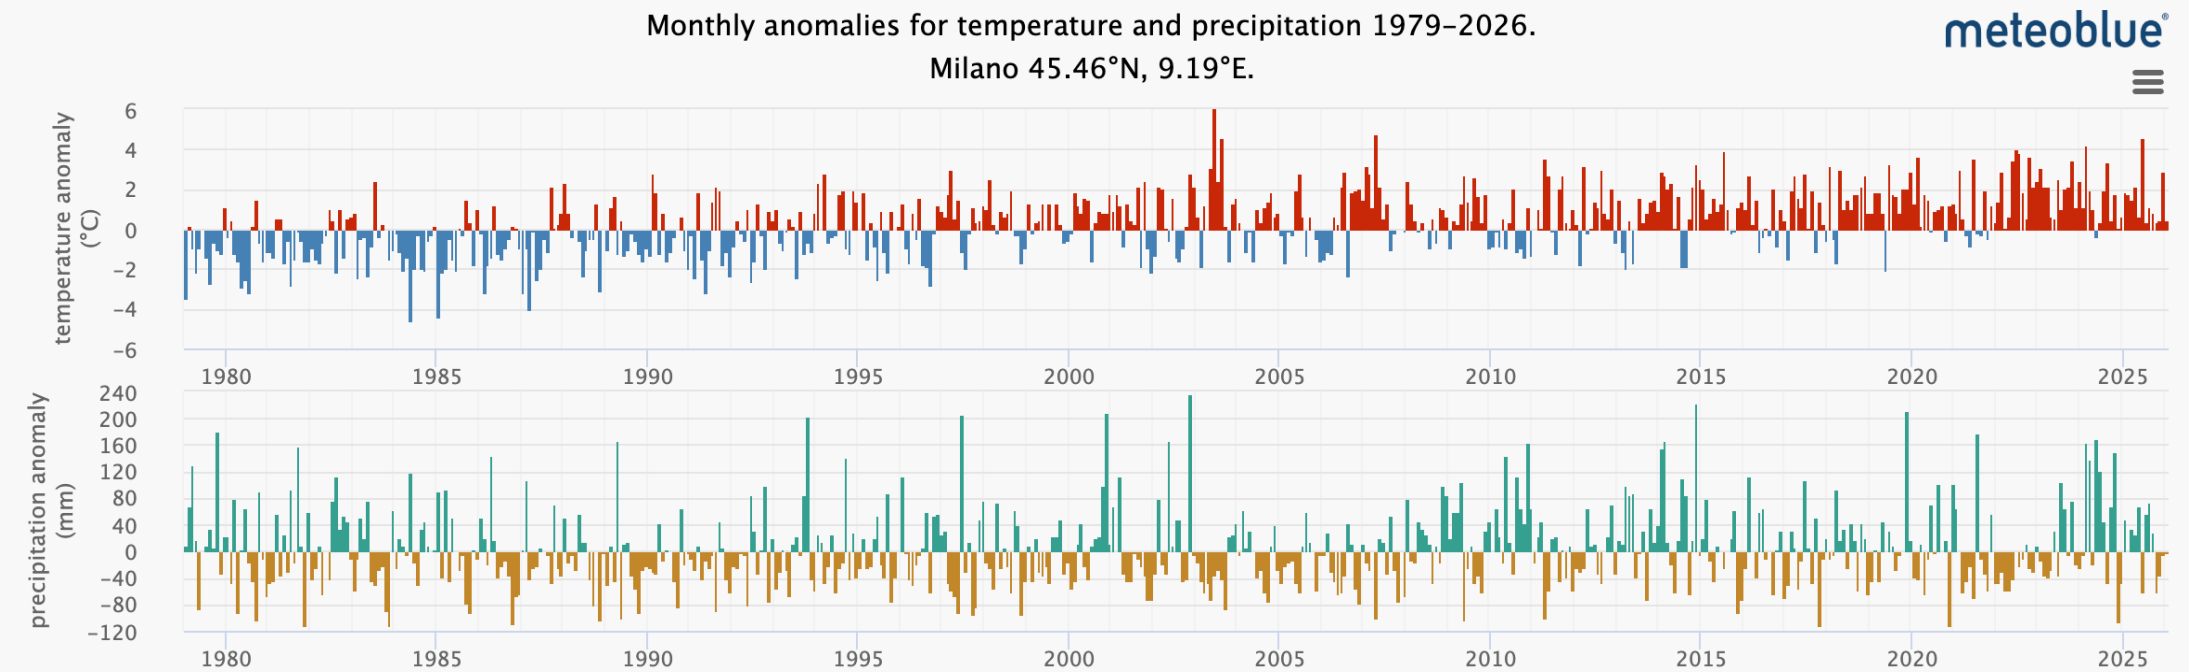 Monthly anomalies for temperature and precipitation 1979–2026.
Milano 45.46°N, 9.19°E.
meteoblue®
temperature anomaly
(°C)
6
4
2
0
−2
−4
−6
1980 1985 1990 1995 2000 2005 2010 2015 2020 2025
precipitation anomaly
(mm)
240
200
160
120
80
40
0
−40
−80
−120
1980 1985 1990 1995 2000 2005 2010 2015 2020 2025